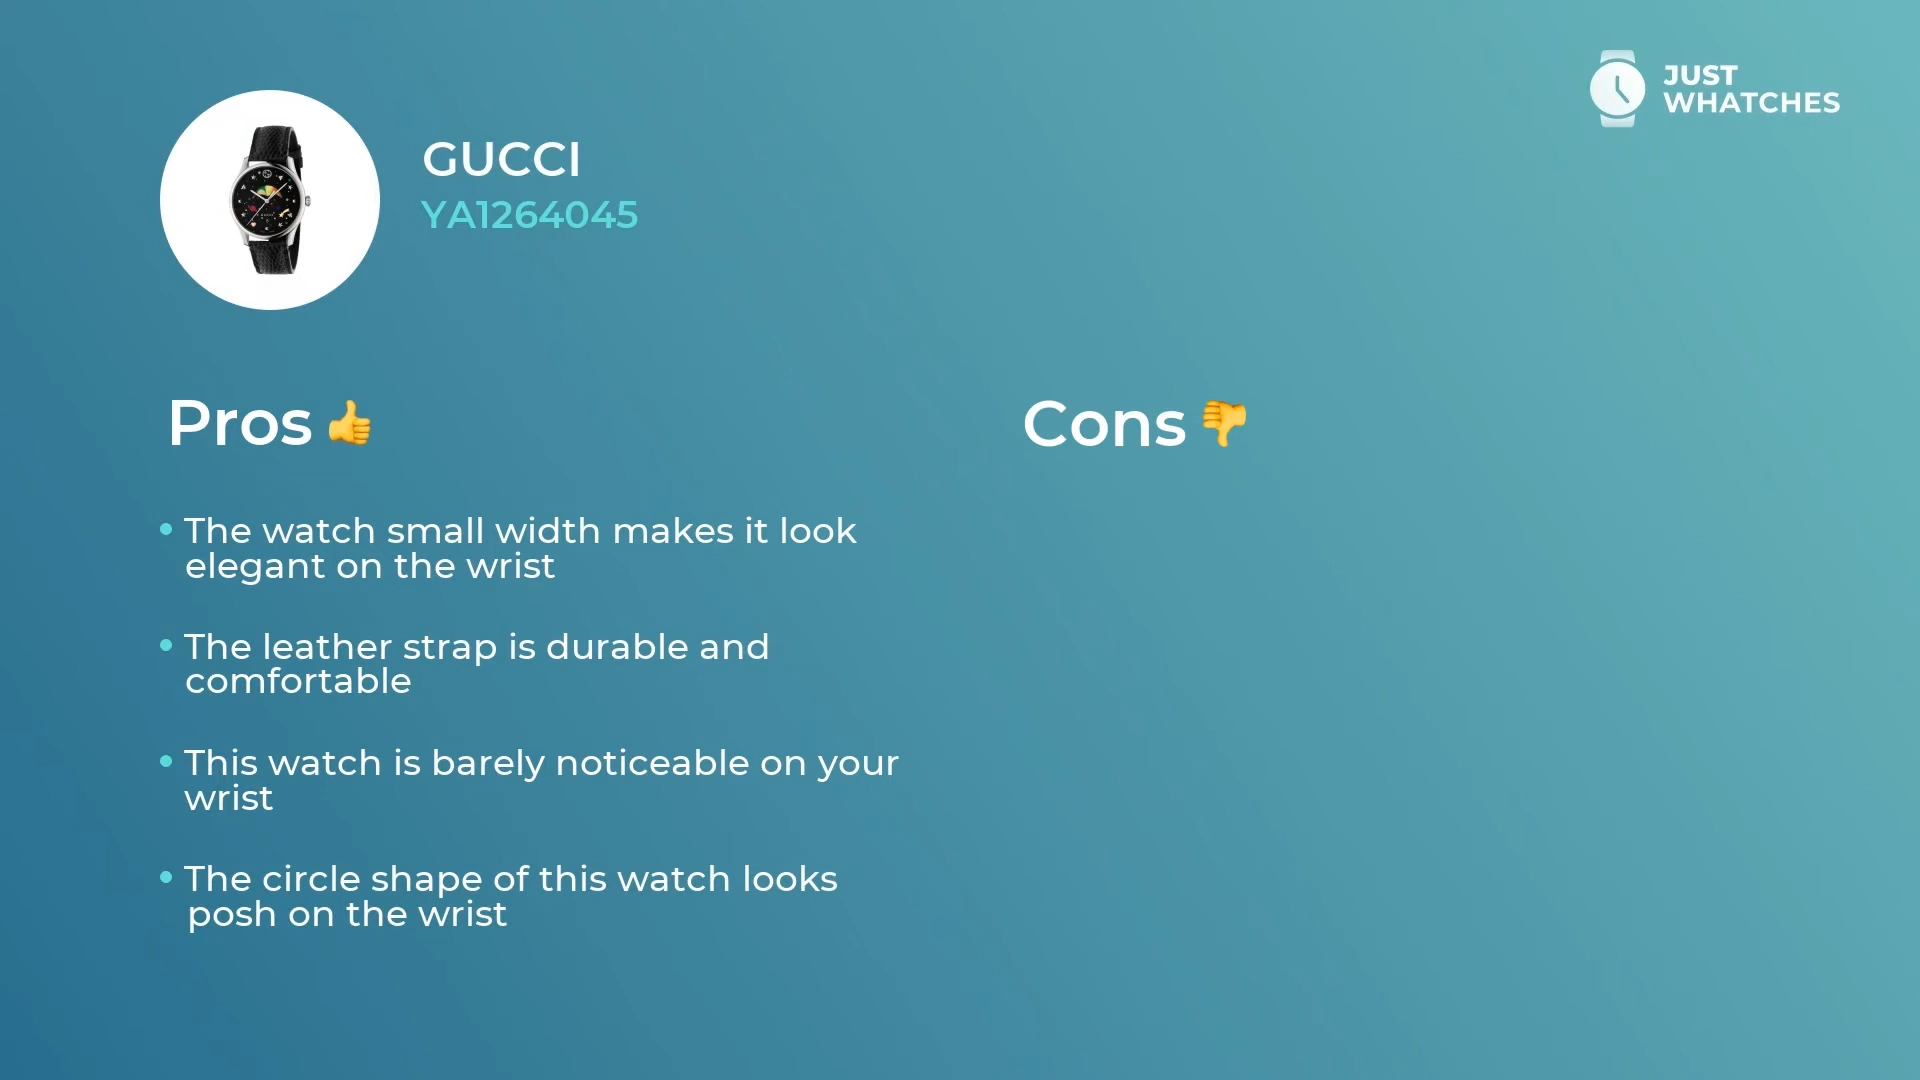 JUST
WHATCHES
GUCCI
YA1264045
Pros 👍
Cons 👎
• The watch small width makes it look
elegant on the wrist
• The leather strap is durable and
comfortable
• This watch is barely noticeable on your
wrist
• The circle shape of this watch looks
posh on the wrist